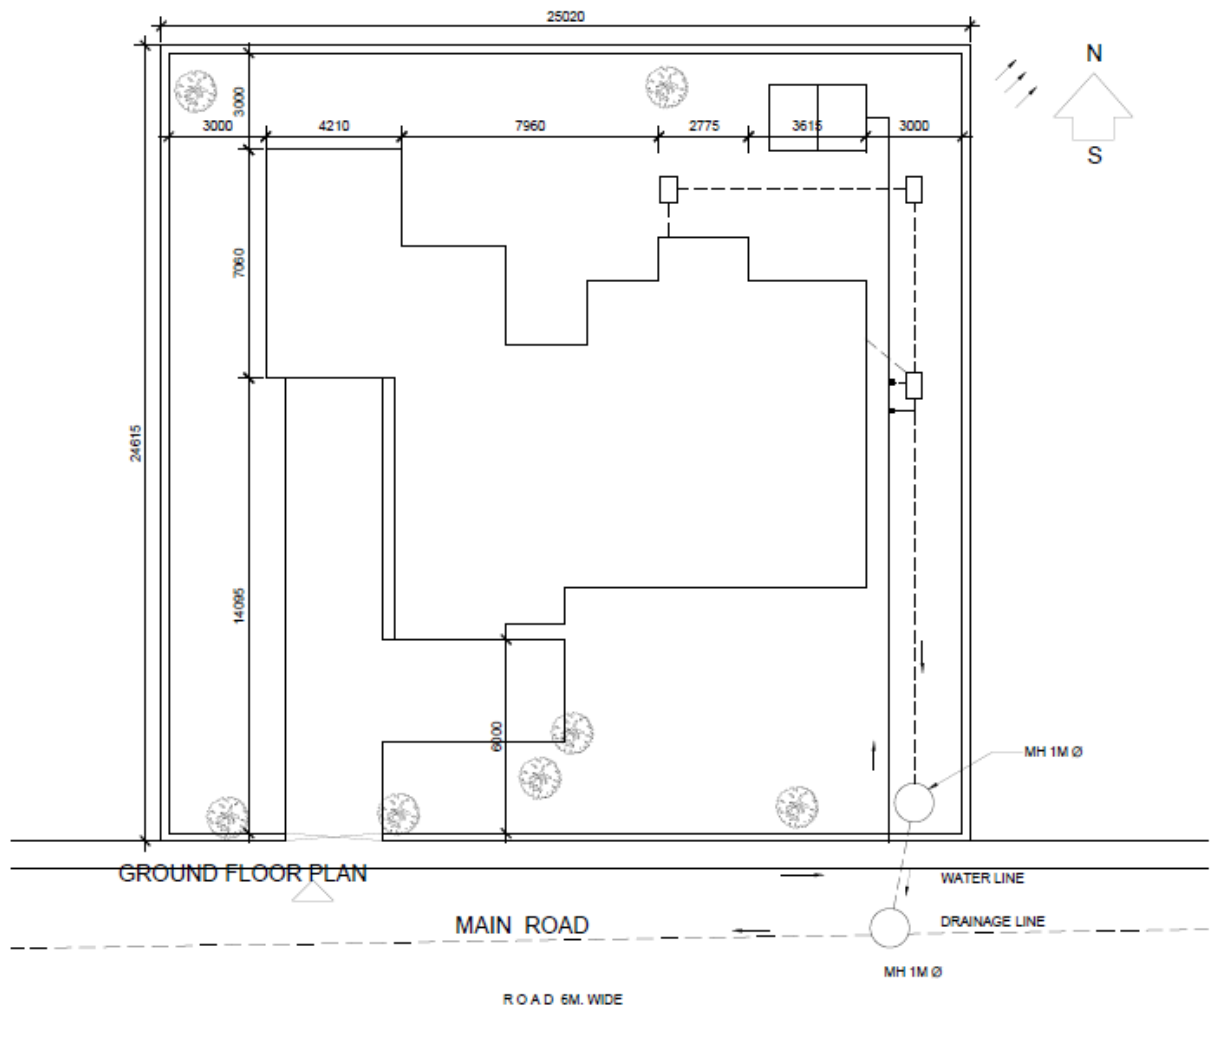 25020
N
S
3000
3000
4210
7960
2775
3615
3000
7060
24615
14095
6000
MH 1M Ø
GROUND FLOOR PLAN
WATER LINE
MAIN ROAD
DRAINAGE LINE
MH 1M Ø
ROAD 6M. WIDE